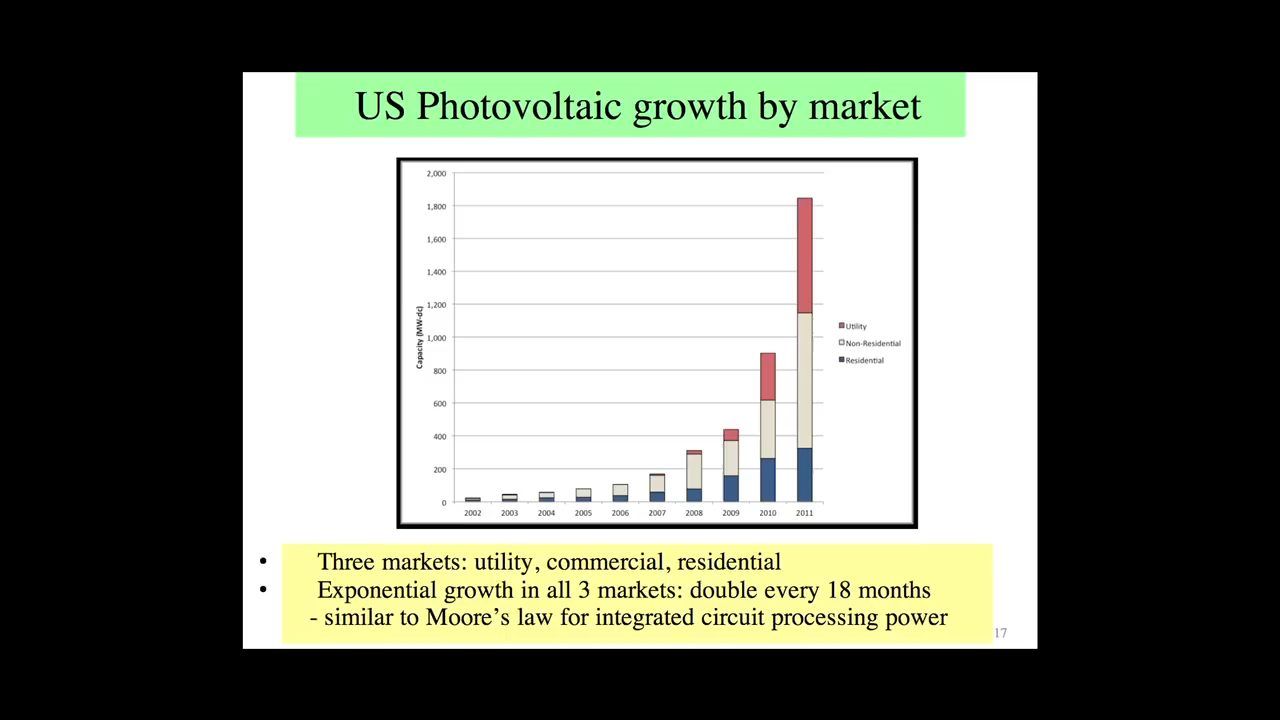 US Photovoltaic growth by market
2,000
1,800
1,600
1,400
1,200
1,000
800
600
400
200
0
Capacity (MW-dc)
2002 2003 2004 2005 2006 2007 2008 2009 2010 2011
Utility
Non-Residential
Residential
• Three markets: utility, commercial, residential
• Exponential growth in all 3 markets: double every 18 months
- similar to Moore's law for integrated circuit processing power
17